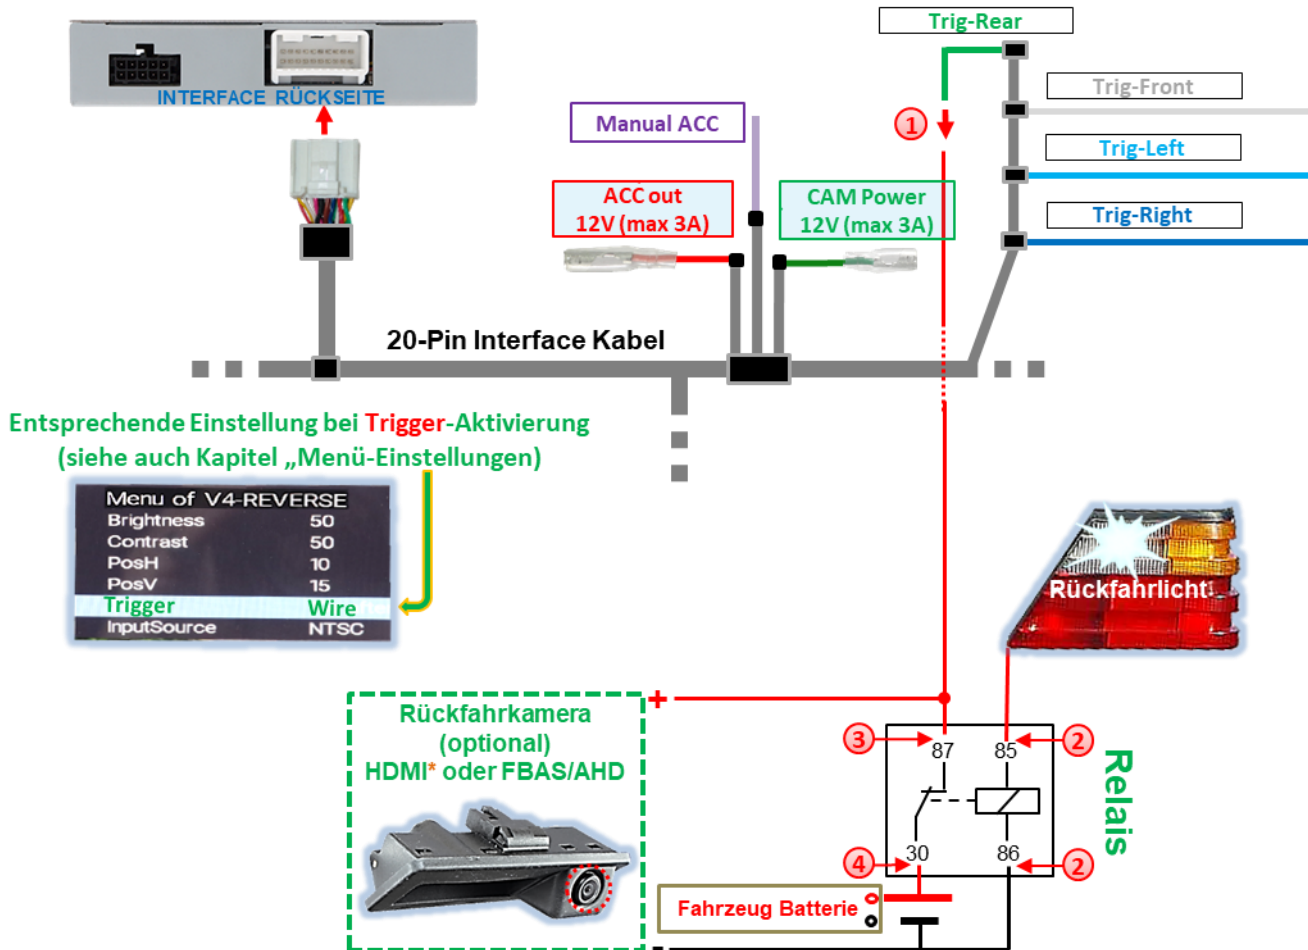 Trig-Rear
INTERFACE RÜCKSEITE
Trig-Front
Manual ACC
1
Trig-Left
ACC out
12V (max 3A)
CAM Power
12V (max 3A)
Trig-Right
20-Pin Interface Kabel
Entsprechende Einstellung bei Trigger-Aktivierung
(siehe auch Kapitel „Menü-Einstellungen)
Menu of V4-REVERSE
Brightness 50
Contrast 50
PosH 10
PosV 15
Trigger Wire
InputSource NTSC
Rückfahrlicht
+
Rückfahrkamera
(optional)
HDMI* oder FBAS/AHD
3
87
85
2
Relais
4
30
86
2
Fahrzeug Batterie
-